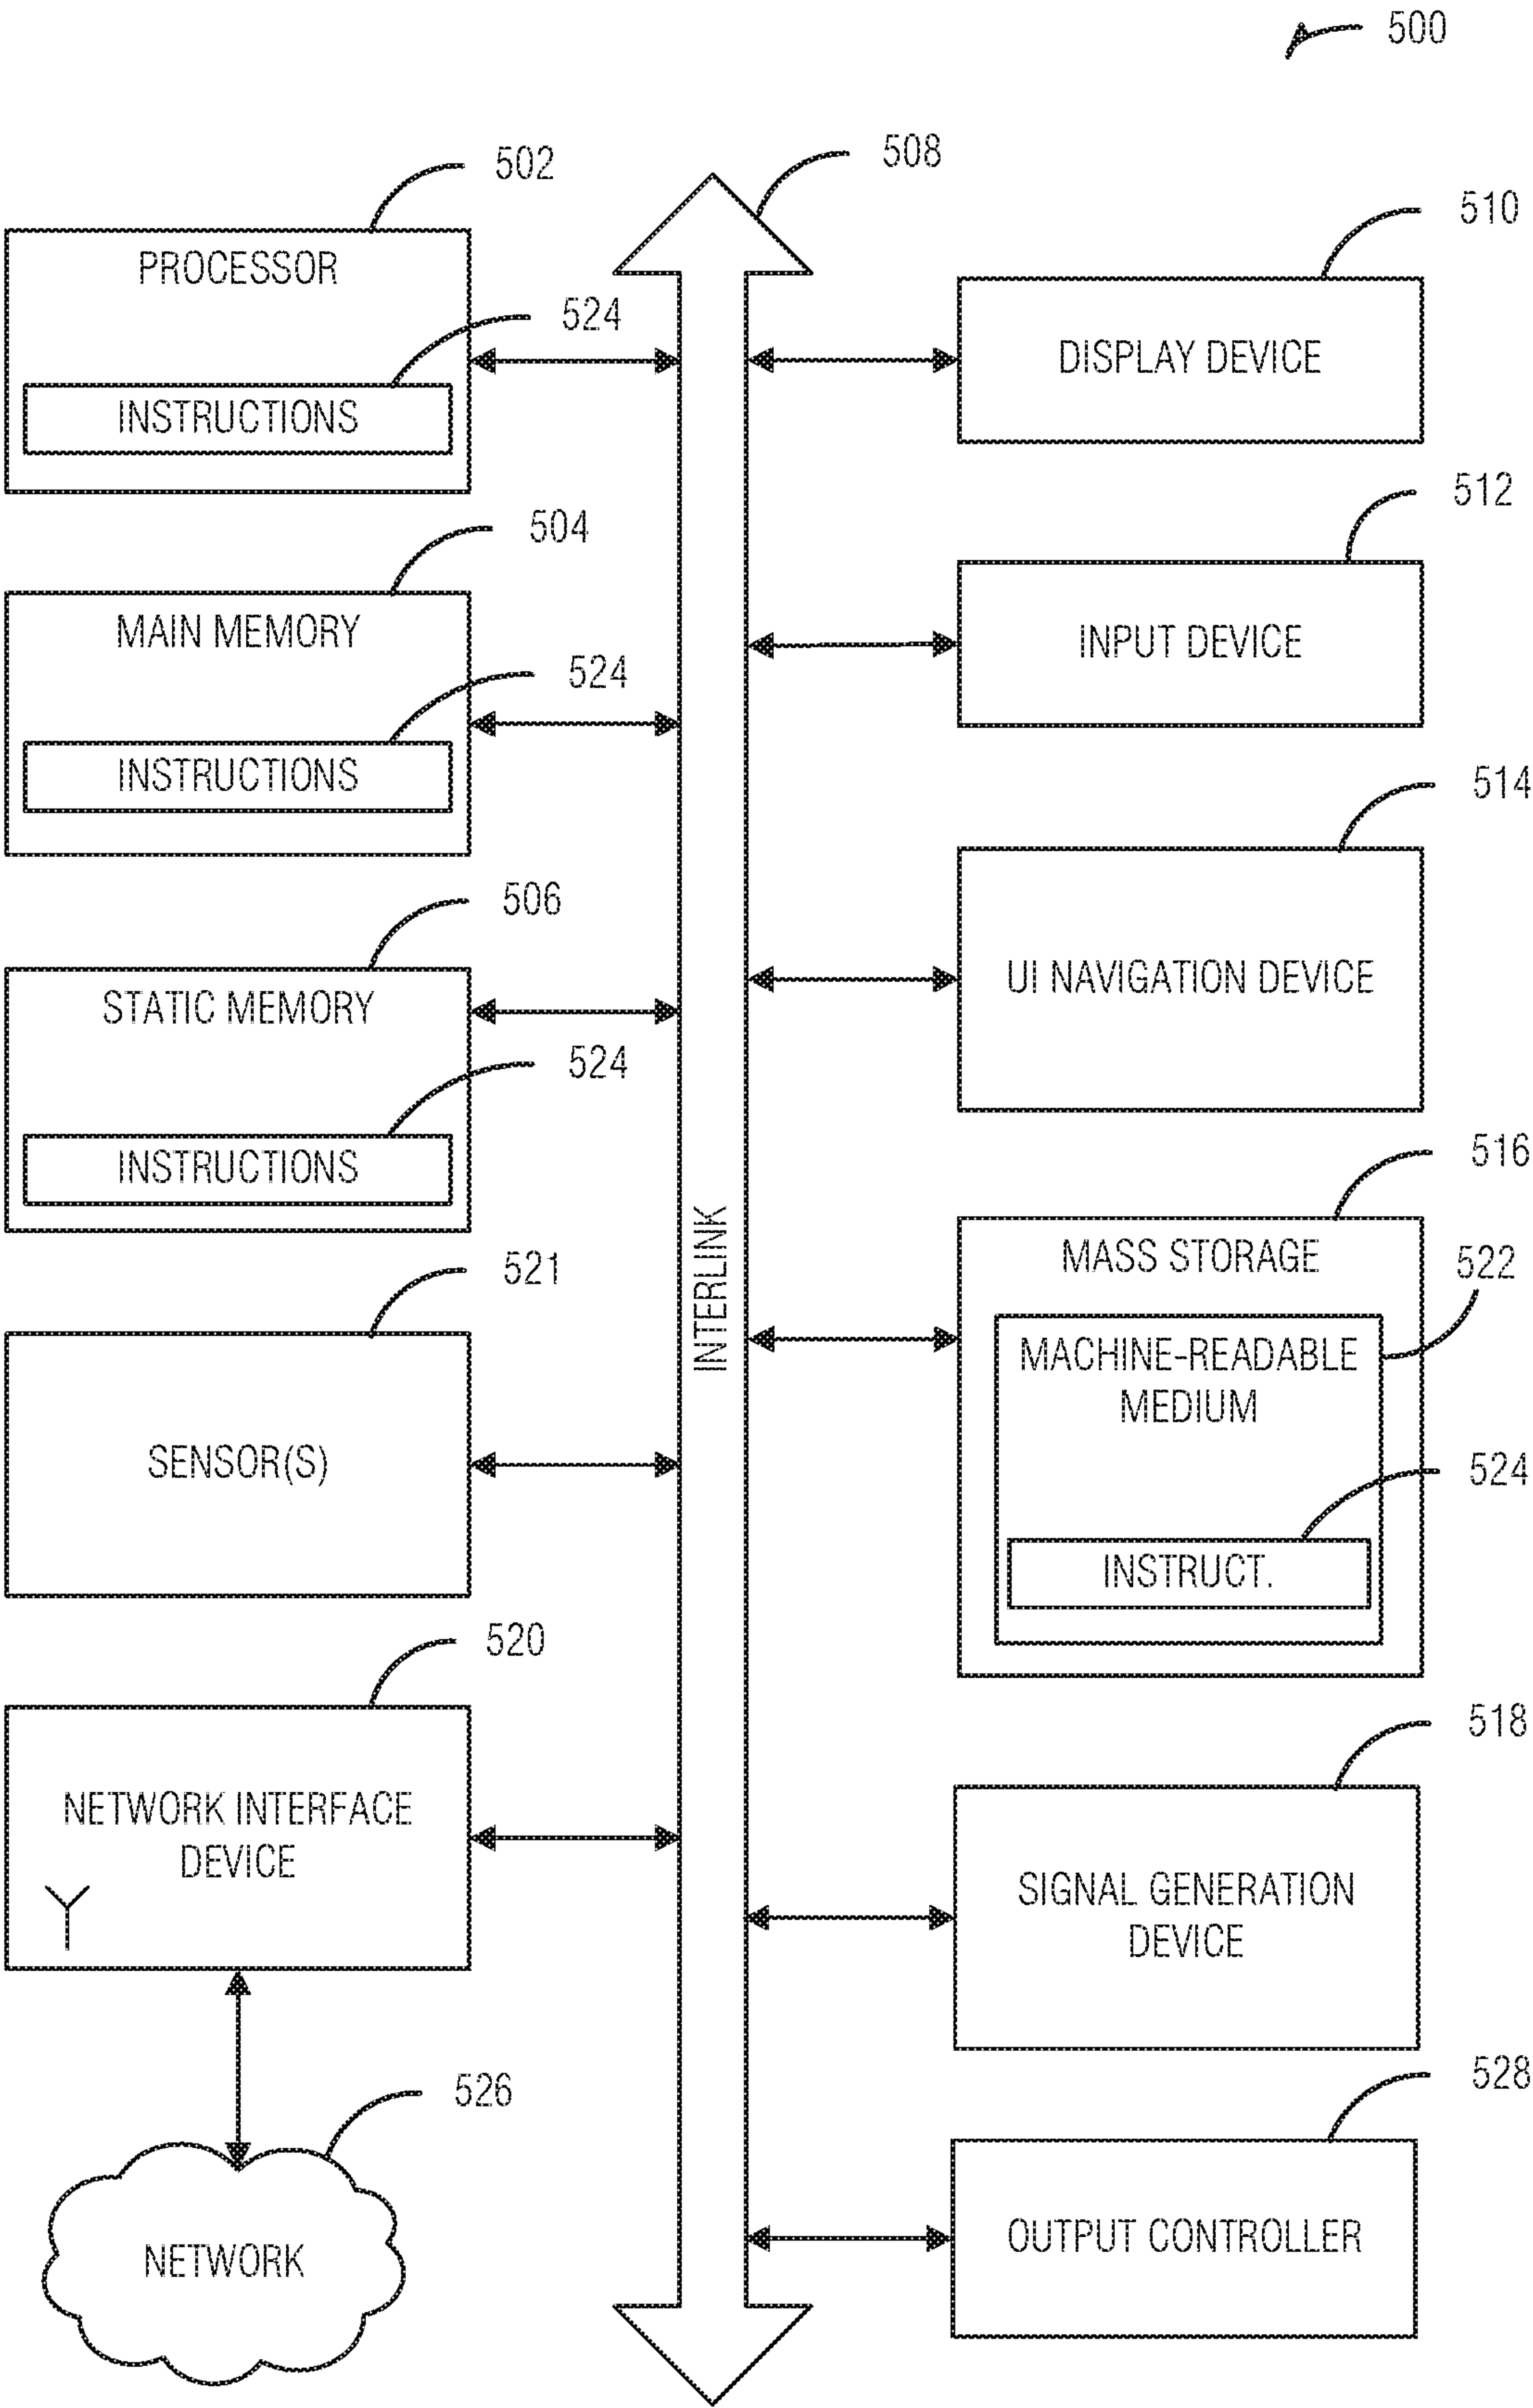 500
502
PROCESSOR
524
INSTRUCTIONS
504
MAIN MEMORY
524
INSTRUCTIONS
506
STATIC MEMORY
524
INSTRUCTIONS
521
SENSOR(S)
520
NETWORK INTERFACE
DEVICE
526
NETWORK
508
INTERLINK
510
DISPLAY DEVICE
512
INPUT DEVICE
514
UI NAVIGATION DEVICE
516
MASS STORAGE
522
MACHINE-READABLE
MEDIUM
524
INSTRUCT.
518
SIGNAL GENERATION
DEVICE
528
OUTPUT CONTROLLER